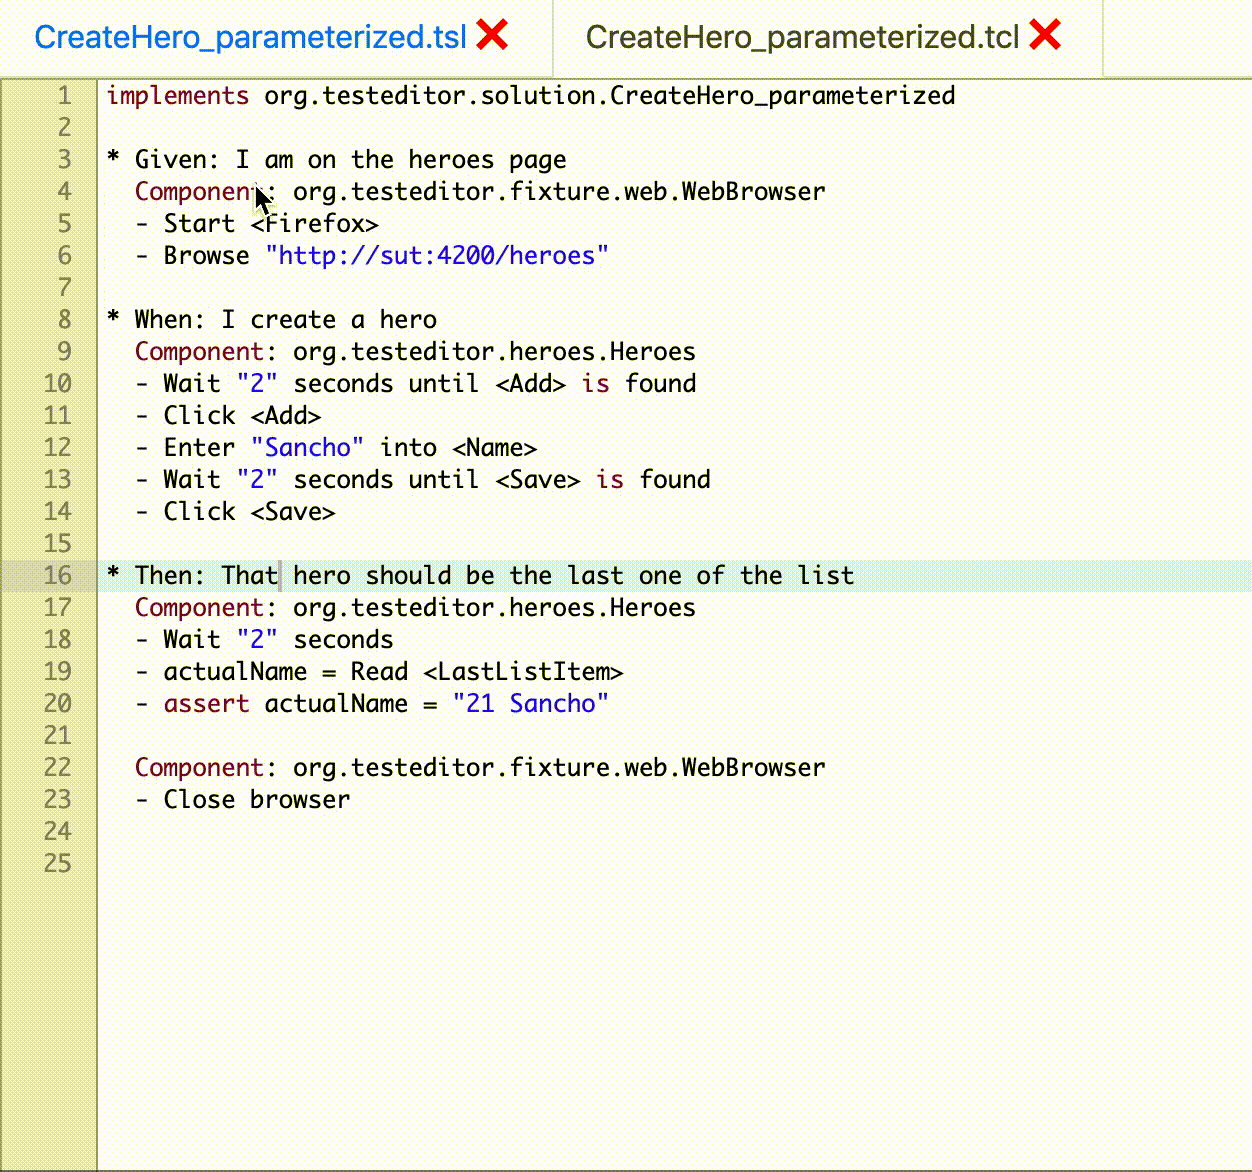 CreateHero_parameterized.tsl ❌ CreateHero_parameterized.tcl ❌
1 implements org.testeditor.solution.CreateHero_parameterized
2
3 * Given: I am on the heroes page
4 Component: org.testeditor.fixture.web.WebBrowser
5 - Start <Firefox>
6 - Browse "http://sut:4200/heroes"
7
8 * When: I create a hero
9 Component: org.testeditor.heroes.Heroes
10 - Wait "2" seconds until <Add> is found
11 - Click <Add>
12 - Enter "Sancho" into <Name>
13 - Wait "2" seconds until <Save> is found
14 - Click <Save>
15
16 * Then: That hero should be the last one of the list
17 Component: org.testeditor.heroes.Heroes
18 - Wait "2" seconds
19 - actualName = Read <LastListItem>
20 - assert actualName = "21 Sancho"
21
22 Component: org.testeditor.fixture.web.WebBrowser
23 - Close browser
24
25